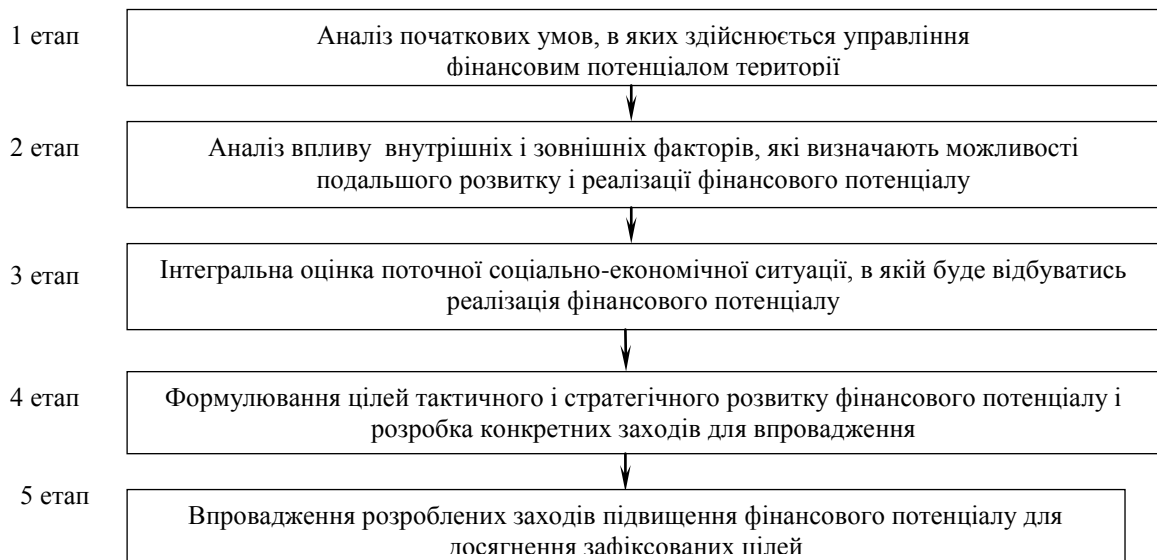 1 етап
Аналіз початкових умов, в яких здійснюється управління
фінансовим потенціалом території
2 етап
Аналіз впливу внутрішніх і зовнішніх факторів, які визначають можливості
подальшого розвитку і реалізації фінансового потенціалу
3 етап
Інтегральна оцінка поточної соціально-економічної ситуації, в якій буде відбуватись
реалізація фінансового потенціалу
4 етап
Формулювання цілей тактичного і стратегічного розвитку фінансового потенціалу і
розробка конкретних заходів для впровадження
5 етап
Впровадження розроблених заходів підвищення фінансового потенціалу для
досягнення зафіксованих цілей